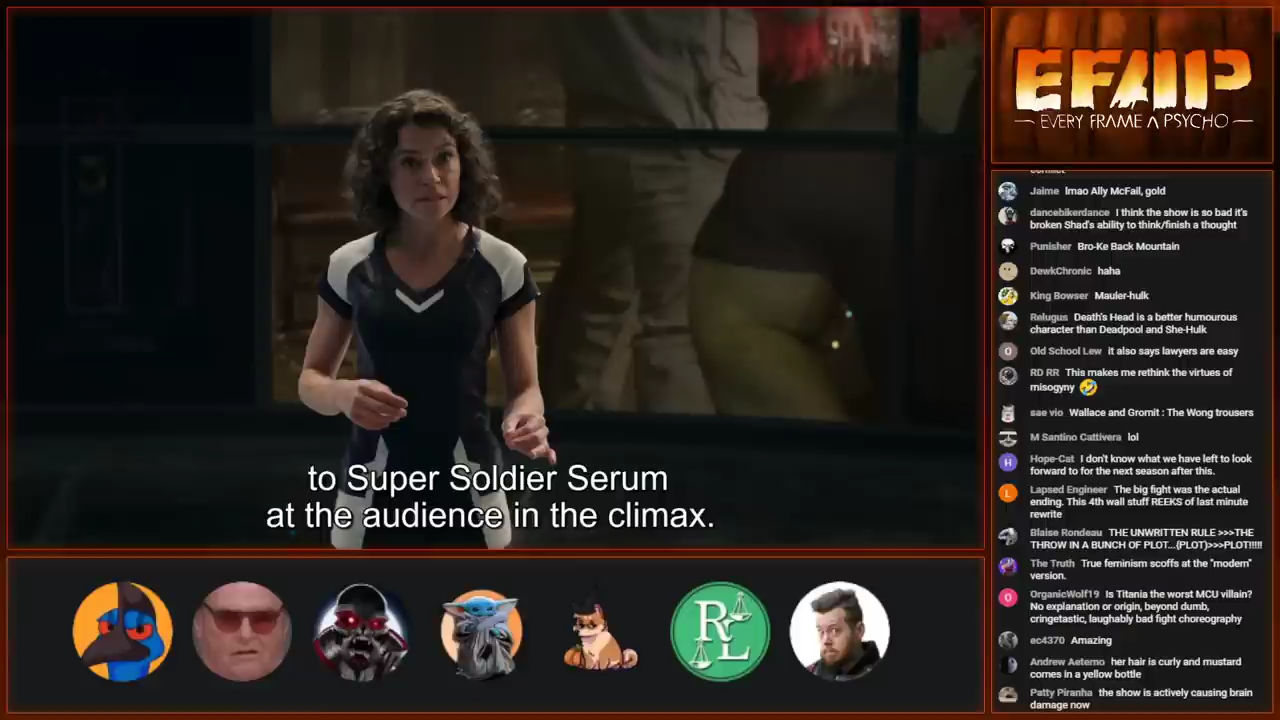 to Super Soldier Serum
at the audience in the climax.
EFAP
EVERY FRAME A PSYCHO
conflict.
Jaime lmao Ally McFail, gold
dancebikerdance I think the show is so bad it's
broken Shad's ability to think/finish a thought
Punisher Bro-Ke Back Mountain
DewkChronic haha
King Bowser Mauler-hulk
Relugus Death's Head is a better humourous
character than Deadpool and She-Hulk
Old School Lew it also says lawyers are easy
RD RR This makes me rethink the virtues of
misogyny 🤣
sae vio Wallace and Gromit : The Wong trousers
M Santino Cattivera lol
Hope-Cat I don't know what we have left to look
forward to for the next season after this.
Lapsed Engineer The big fight was the actual
ending. This 4th wall stuff REEKS of last minute
rewrite
Blaise Rondeau THE UNWRITTEN RULE >>>THE
THROW IN A BUNCH OF PLOT...(PLOT)>>>PLOT!!!!!
The Truth True feminism scoffs at the "modern"
version.
OrganicWolf19 Is Titania the worst MCU villain?
No explanation or origin, beyond dumb,
cringetastic, laughably bad fight choreography
ec4370 Amazing
Andrew Aeterno her hair is curly and mustard
comes in a yellow bottle
Patty Piranha the show is actively causing brain
damage now
O
H
L
O
RL